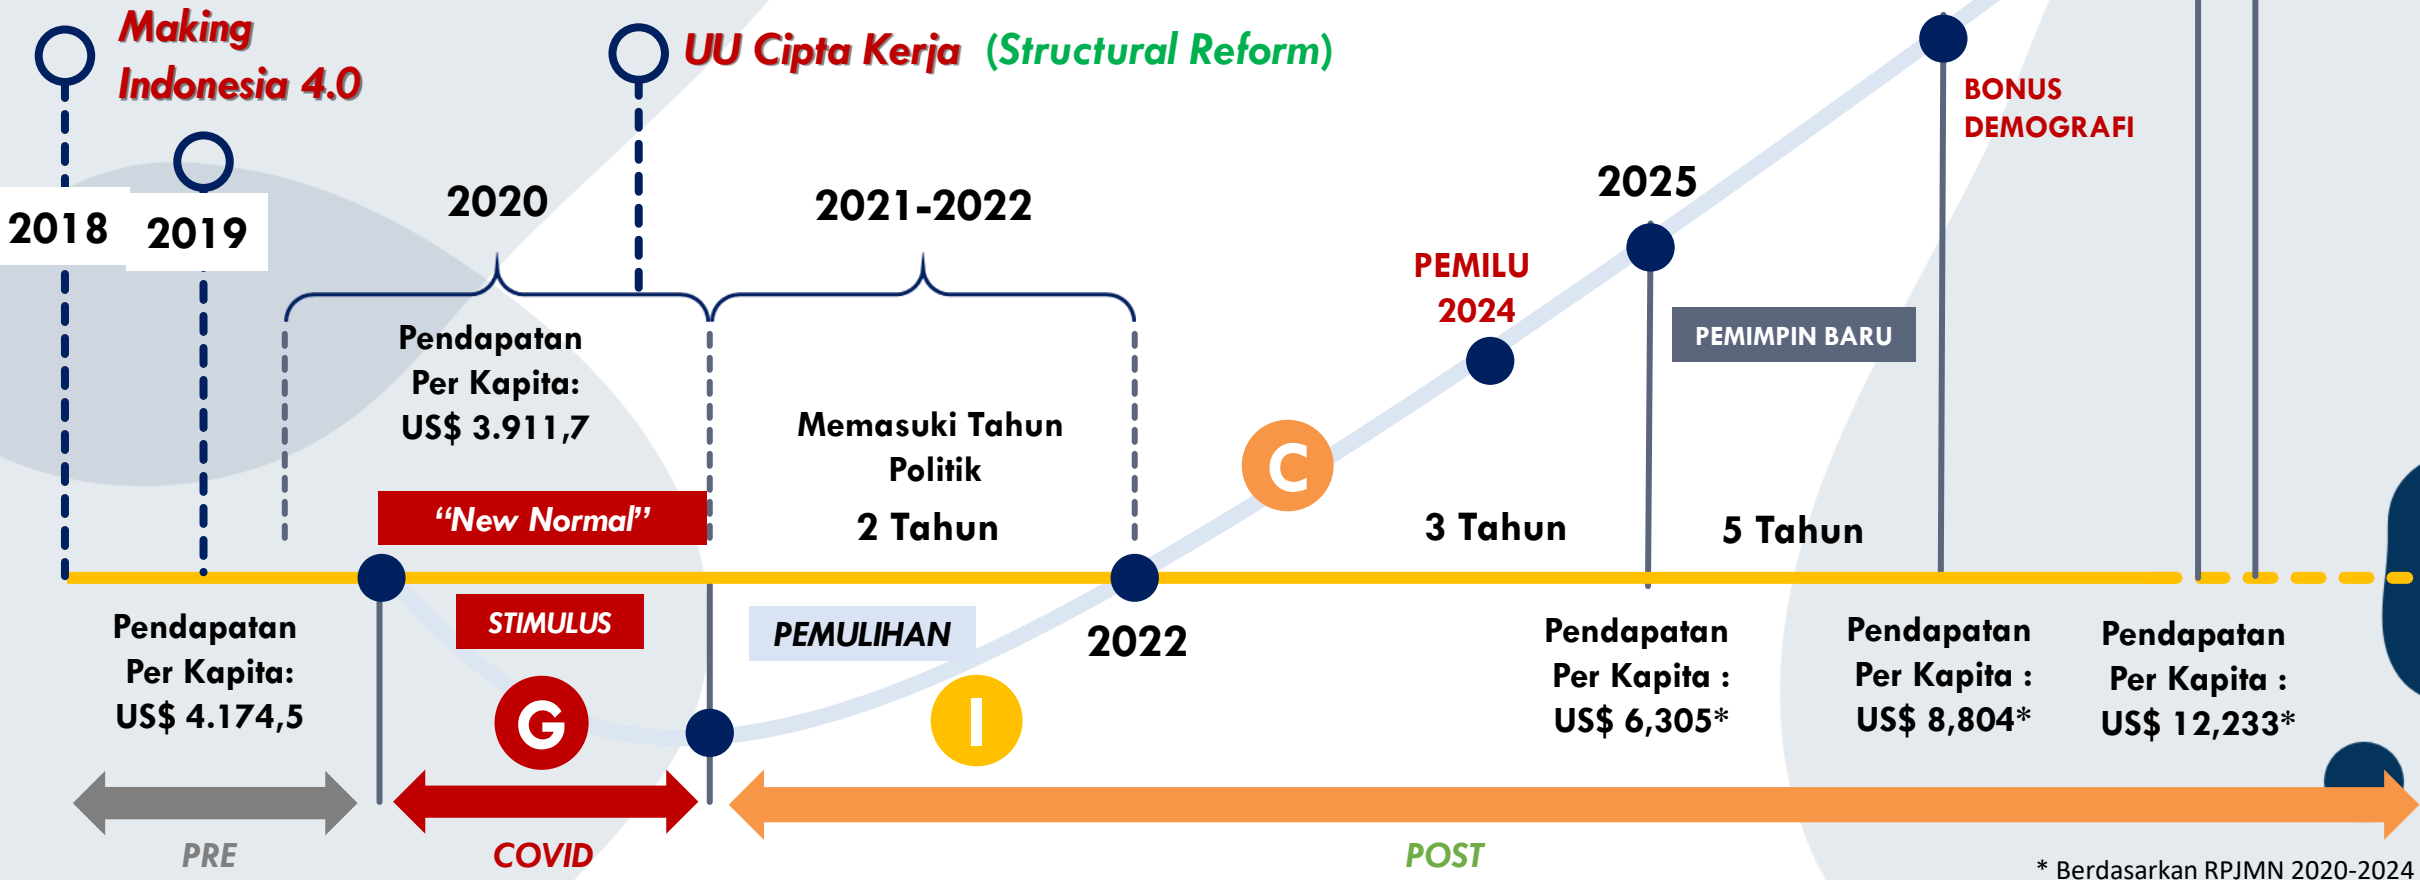 Making
Indonesia 4.0
UU Cipta Kerja (Structural Reform)
BONUS
DEMOGRAFI
2018
2019
2020
2021-2022
2025
PEMILU
2024
PEMIMPIN BARU
Pendapatan
Per Kapita:
US$ 3.911,7
Memasuki Tahun
Politik
2 Tahun
C
"New Normal"
3 Tahun
5 Tahun
STIMULUS
PEMULIHAN
2022
G
I
Pendapatan
Per Kapita:
US$ 4.174,5
Pendapatan
Per Kapita :
US$ 6,305*
Pendapatan
Per Kapita :
US$ 8,804*
Pendapatan
Per Kapita :
US$ 12,233*
PRE
COVID
POST
* Berdasarkan RPJMN 2020-2024